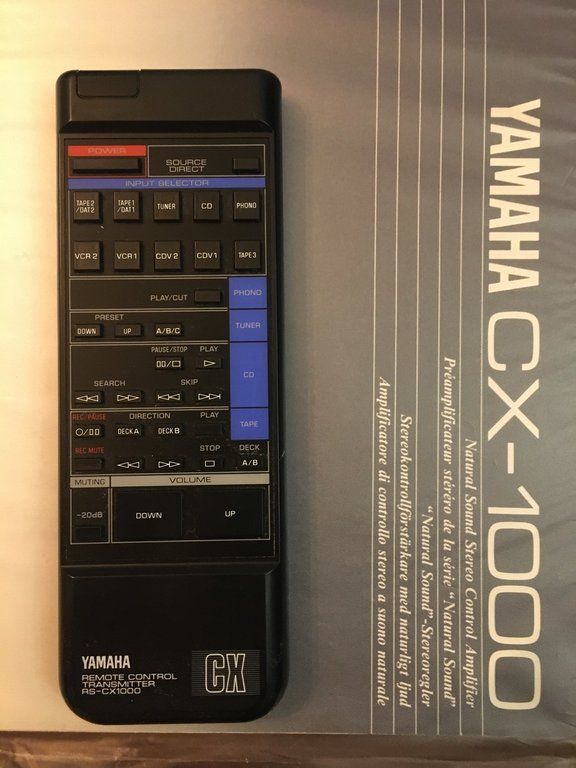 POWER
SOURCE
DIRECT
INPUT SELECTOR
TAPE2
/DAT2
TAPE1
/DAT1
TUNER
CD
PHONO
VCR 2
VCR 1
CDV 2
CDV 1
TAPE3
PLAY/CUT
PHONO
PRESET
DOWN
UP
A/B/C
TUNER
PAUSE/STOP
PLAY
CD
SEARCH
SKIP
REC/PAUSE
DIRECTION
PLAY
DECK A
DECK B
TAPE
REC MUTE
STOP
DECK
A/B
MUTING
VOLUME
-20dB
DOWN
UP
YAMAHA
REMOTE CONTROL
TRANSMITTER
RS-CX1000
CX
YAMAHA CX-1000
Natural Sound Stereo Control Amplifier
Préamplificateur stéréro de la série “Natural Sound”
“Natural Sound”-Stereoregler
Stereokontrollförstärkare med naturligt ljud
Amplificatore di controllo stereo a suono naturale